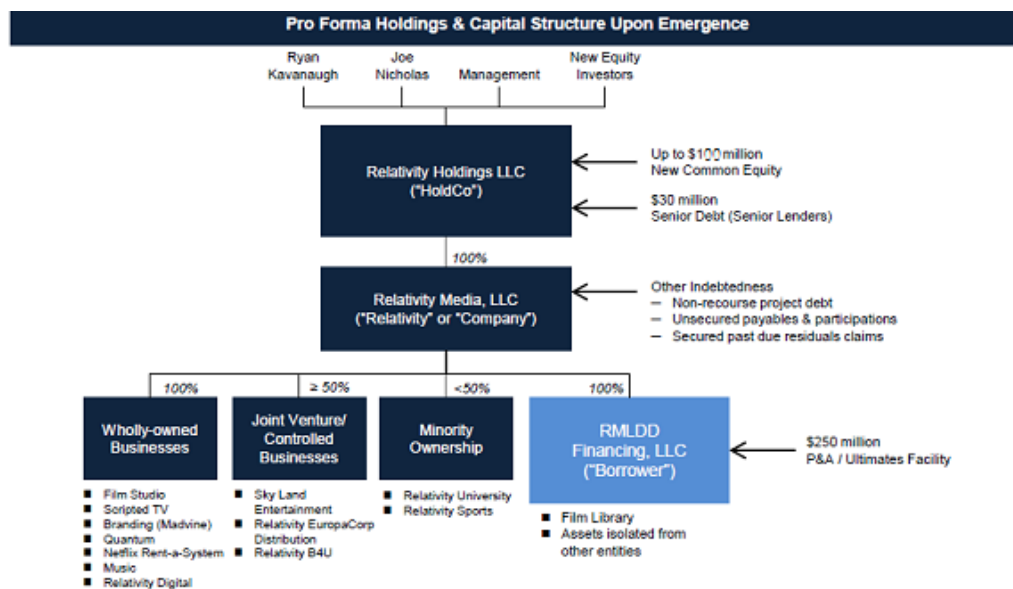 Pro Forma Holdings & Capital Structure Upon Emergence
Ryan
Kavanaugh
Joe
Nicholas
Management
New Equity
Investors
Relativity Holdings LLC
("HoldCo")
Up to $100 million
New Common Equity
$30 million
Senior Debt (Senior Lenders)
100%
Relativity Media, LLC
("Relativity" or "Company")
Other Indebtedness
— Non-recourse project debt
— Unsecured payables & participations
— Secured past due residuals claims
100%
≥ 50%
<50%
100%
Wholly-owned
Businesses
Joint Venture/
Controlled
Businesses
Minority
Ownership
RMLDD
Financing, LLC
("Borrower")
$250 million
P&A / Ultimates Facility
■ Film Studio
■ Scripted TV
■ Branding (Madvine)
■ Quantum
■ Netflix Rent-a-System
■ Music
■ Relativity Digital
■ Sky Land
Entertainment
■ Relativity EuropaCorp
Distribution
■ Relativity B4U
■ Relativity University
■ Relativity Sports
■ Film Library
■ Assets isolated from
other entities